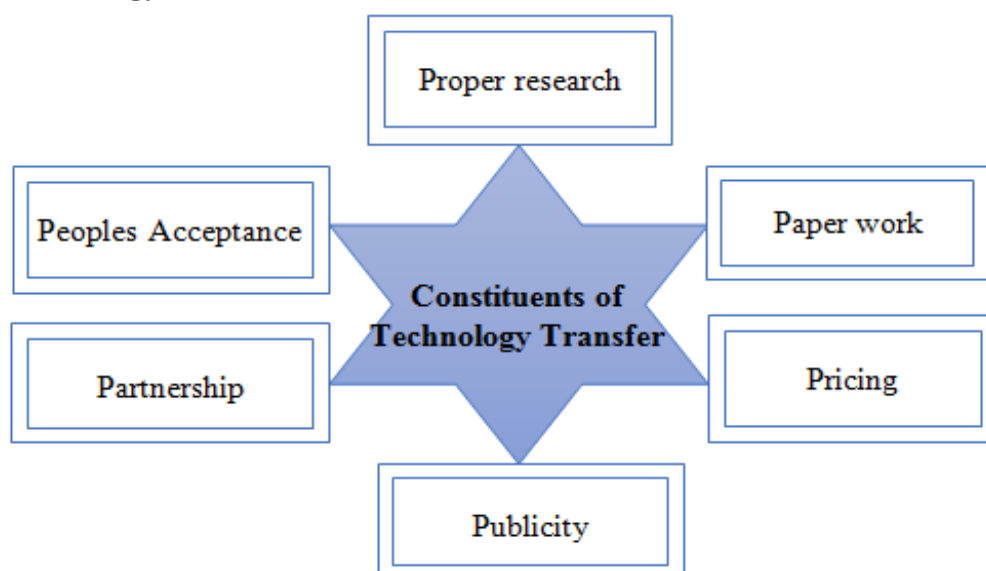 Proper research
Peoples Acceptance
Paper work
Constituents of
Technology Transfer
Partnership
Pricing
Publicity